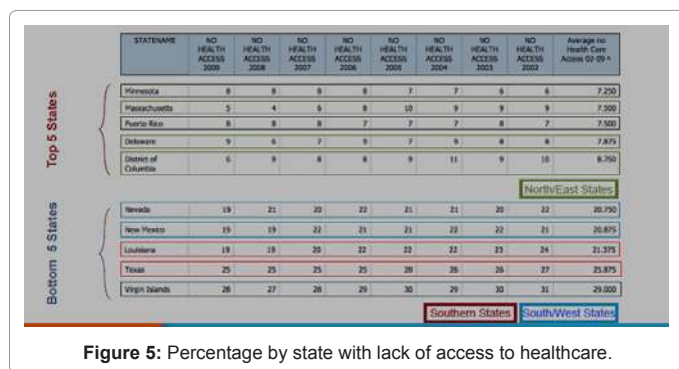 STATENAME NO HEALTH ACCESS 2009 NO HEALTH ACCESS 2008 NO HEALTH ACCESS 2007 NO HEALTH ACCESS 2006 NO HEALTH ACCESS 2005 NO HEALTH ACCESS 2004 NO HEALTH ACCESS 2003 NO HEALTH ACCESS 2002 Average no Health Care Access 02-09
Top 5 States
Minnesota 8 8 8 8 7 7 6 6 7.250
Massachusetts 5 4 6 8 10 9 9 9 7.500
Puerto Rico 8 8 8 7 7 7 8 7 7.500
Delaware 9 6 7 9 7 9 8 8 7.875
District of Columbia 6 9 8 8 9 11 9 10 8.750
North/East States
Bottom 5 States
Nevada 19 21 20 22 21 21 20 22 20.750
New Mexico 19 19 22 21 21 22 22 21 20.875
Louisiana 19 19 20 22 22 22 23 24 21.375
Texas 25 25 25 25 28 26 26 27 25.875
Virgin Islands 28 27 28 29 30 29 30 31 29.000
Southern States South/West States
Figure 5: Percentage by state with lack of access to healthcare.